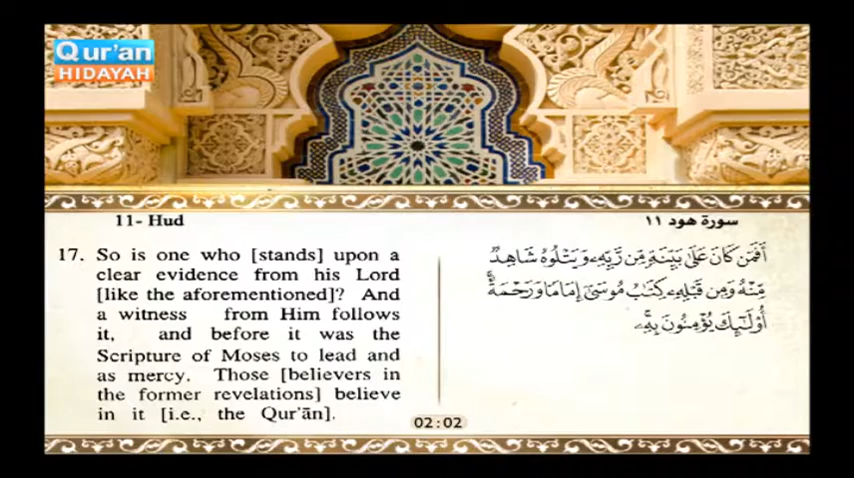 Qur'an
HIDAYAH
11- Hud
سورة هود ١١
17. So is one who [stands] upon a
clear evidence from his Lord
[like the aforementioned]? And
a witness from Him follows
it, and before it was the
Scripture of Moses to lead and
as mercy. Those [believers in
the former revelations] believe
in it [i.e., the Qur'ān].
أَفَمَن كَانَ عَلَىٰ بَيِّنَةٍ مِّن رَّبِّهِۦ وَيَتْلُوهُ شَاهِدٌ
مِّنْهُ وَمِن قَبْلِهِۦ كِتَٰبُ مُوسَىٰٓ إِمَامًا وَرَحْمَةً ۚ
أُو۟لَٰٓئِكَ يُؤْمِنُونَ بِهِۦ ۚ
02:02